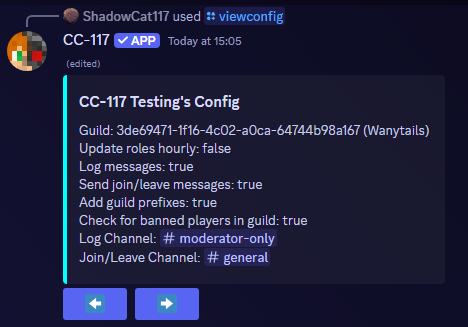 ShadowCat117 used viewconfig
CC-117 ✓ APP Today at 15:05
(edited)
CC-117 Testing's Config
Guild: 3de69471-1f16-4c02-a0ca-64744b98a167 (Wanytails)
Update roles hourly: false
Log messages: true
Send join/leave messages: true
Add guild prefixes: true
Check for banned players in guild: true
Log Channel: # moderator-only
Join/Leave Channel: # general